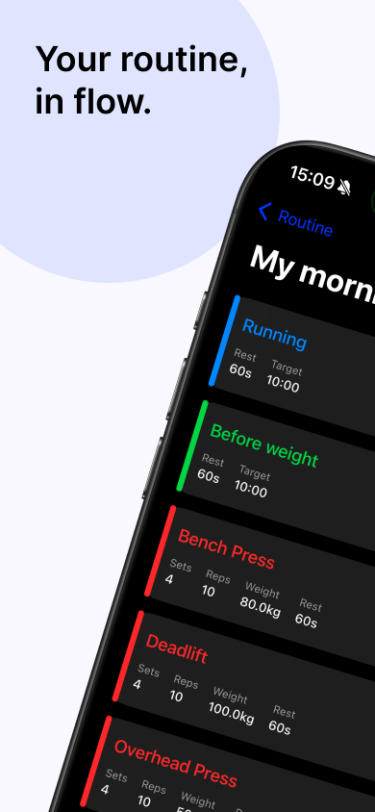 Your routine,
in flow.
15:09
Routine
My morni
Running
Rest Target
60s 10:00
Before weight
Rest Target
60s 10:00
Bench Press
Sets Reps Weight Rest
4 10 80.0kg 60s
Deadlift
Sets Reps Weight Rest
4 10 100.0kg 60s
Overhead Press
Sets Reps Weight
4 10